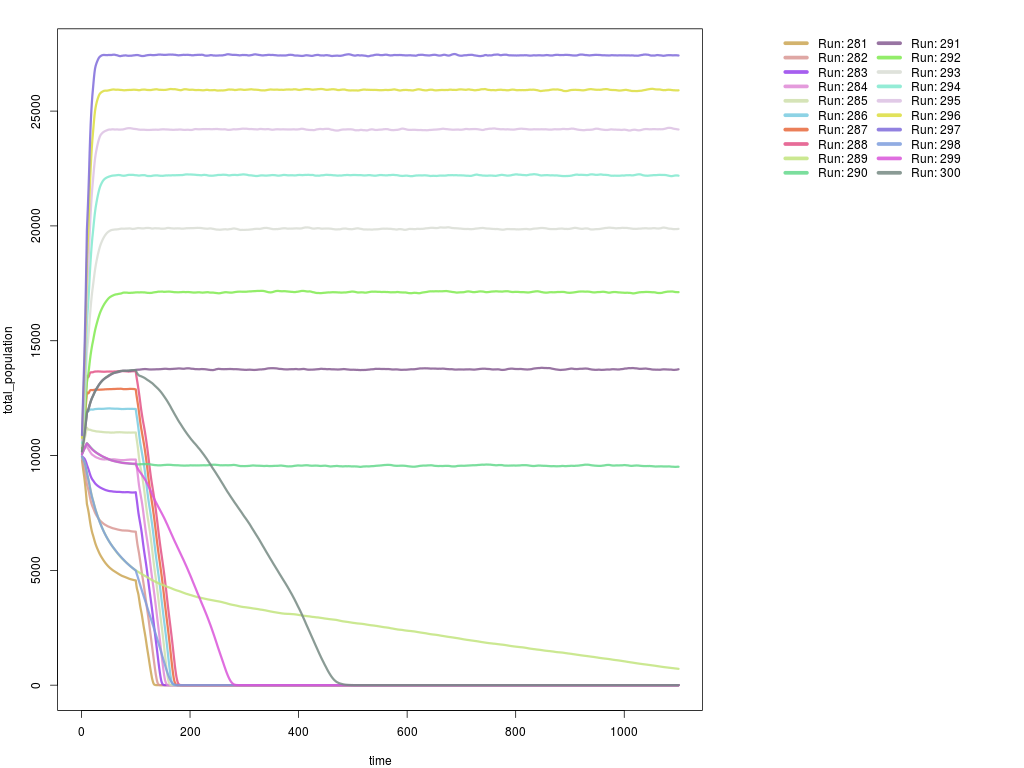 total_population
25000
20000
15000
10000
5000
0
0 200 400 600 800 1000
time
Run: 281 Run: 291
Run: 282 Run: 292
Run: 283 Run: 293
Run: 284 Run: 294
Run: 285 Run: 295
Run: 286 Run: 296
Run: 287 Run: 297
Run: 288 Run: 298
Run: 289 Run: 299
Run: 290 Run: 300